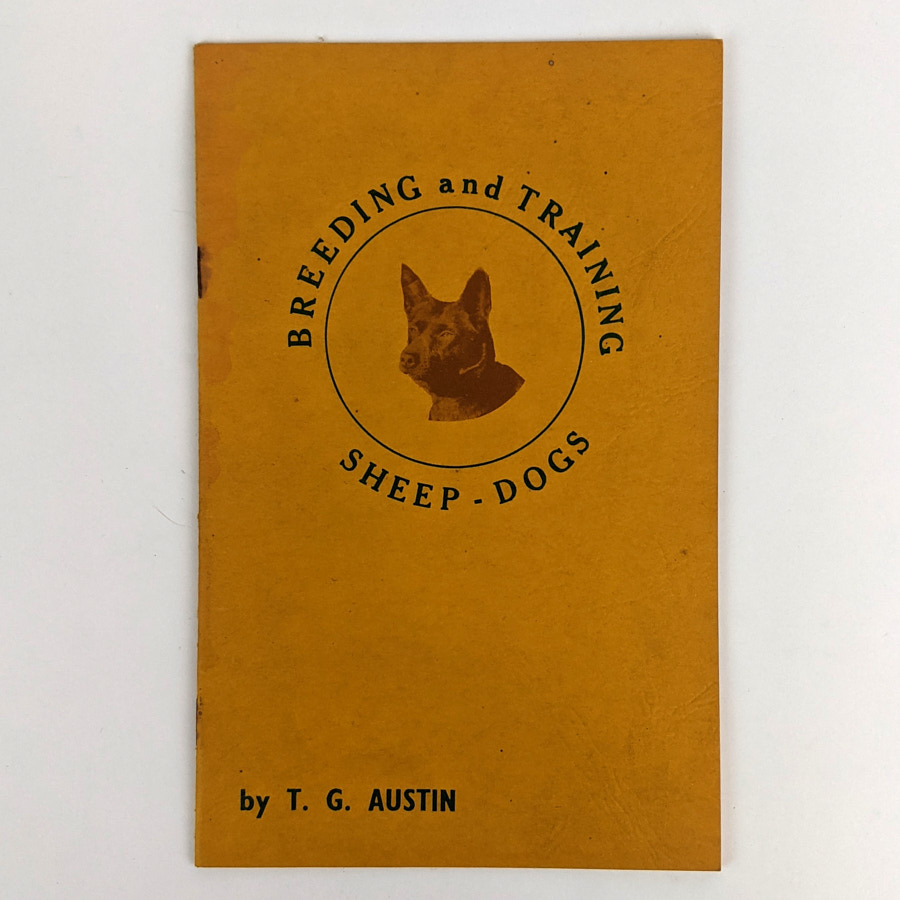 BREEDING and TRAINING
SHEEP-DOGS
by T. G. AUSTIN